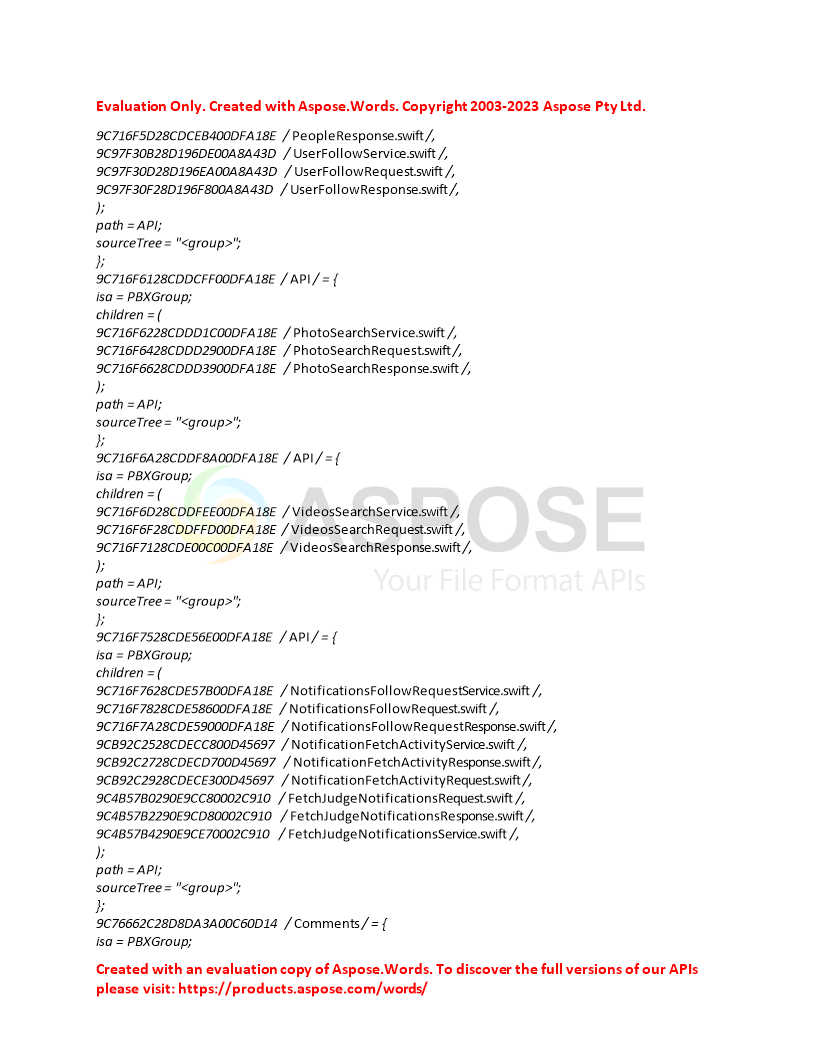 Evaluation Only. Created with Aspose.Words. Copyright 2003-2023 Aspose Pty Ltd.
9C716F5D28CDCEB400DFA18E / PeopleResponse.swift /,
9C97F30B28D196DE00A8A43D / UserFollowService.swift /,
9C97F30D28D196EA00A8A43D / UserFollowRequest.swift /,
9C97F30F28D196F800A8A43D / UserFollowResponse.swift /,
);
path = API;
sourceTree = "<group>";
};
9C716F6128CDDCFF00DFA18E / API / = {
isa = PBXGroup;
children = (
9C716F6228CDDD1C00DFA18E / PhotoSearchService.swift /,
9C716F6428CDDD2900DFA18E / PhotoSearchRequest.swift /,
9C716F6628CDDD3900DFA18E / PhotoSearchResponse.swift /,
);
path = API;
sourceTree = "<group>";
};
9C716F6A28CDDF8A00DFA18E / API / = {
isa = PBXGroup;
children = (
9C716F6D28CDDFEE00DFA18E / VideosSearchService.swift /,
9C716F6F28CDDFFD00DFA18E / VideosSearchRequest.swift /,
9C716F7128CDE00C00DFA18E / VideosSearchResponse.swift /,
);
path = API;
sourceTree = "<group>";
};
9C716F7528CDE56E00DFA18E / API / = {
isa = PBXGroup;
children = (
9C716F7628CDE57B00DFA18E / NotificationsFollowRequestService.swift /,
9C716F7828CDE58600DFA18E / NotificationsFollowRequest.swift /,
9C716F7A28CDE59000DFA18E / NotificationsFollowRequestResponse.swift /,
9CB92C2528CDECC800D45697 / NotificationFetchActivityService.swift /,
9CB92C2728CDECD700D45697 / NotificationFetchActivityResponse.swift /,
9CB92C2928CDECE300D45697 / NotificationFetchActivityRequest.swift /,
9C4B57B0290E9CC80002C910 / FetchJudgeNotificationsRequest.swift /,
9C4B57B2290E9CD80002C910 / FetchJudgeNotificationsResponse.swift /,
9C4B57B4290E9CE70002C910 / FetchJudgeNotificationsService.swift /,
);
path = API;
sourceTree = "<group>";
};
9C76662C28D8DA3A00C60D14 / Comments / = {
isa = PBXGroup;
Created with an evaluation copy of Aspose.Words. To discover the full versions of our APIs
please visit: https://products.aspose.com/words/
ASPOSE
Your File Format APIs